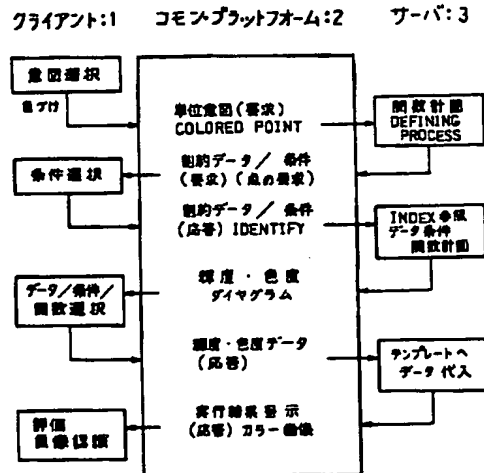 クライアント:1 コモン・プラットフォーム:2 サーバ:3
意図選択
色づけ
単位意図(要求)
COLORED POINT
関数計画
DEFINING
PROCESS
制約データ/条件
(要求)(点の要求)
条件選択
制約データ/条件
(応答) IDENTIFY
INDEX参照
データ条件
関数計画
輝度・色度
ダイヤグラム
データ/条件/
関数選択
輝度・色度データ
(応答)
テンプレートへ
データ代入
実行結果表示
(応答) カラー画像
評価
画像認識